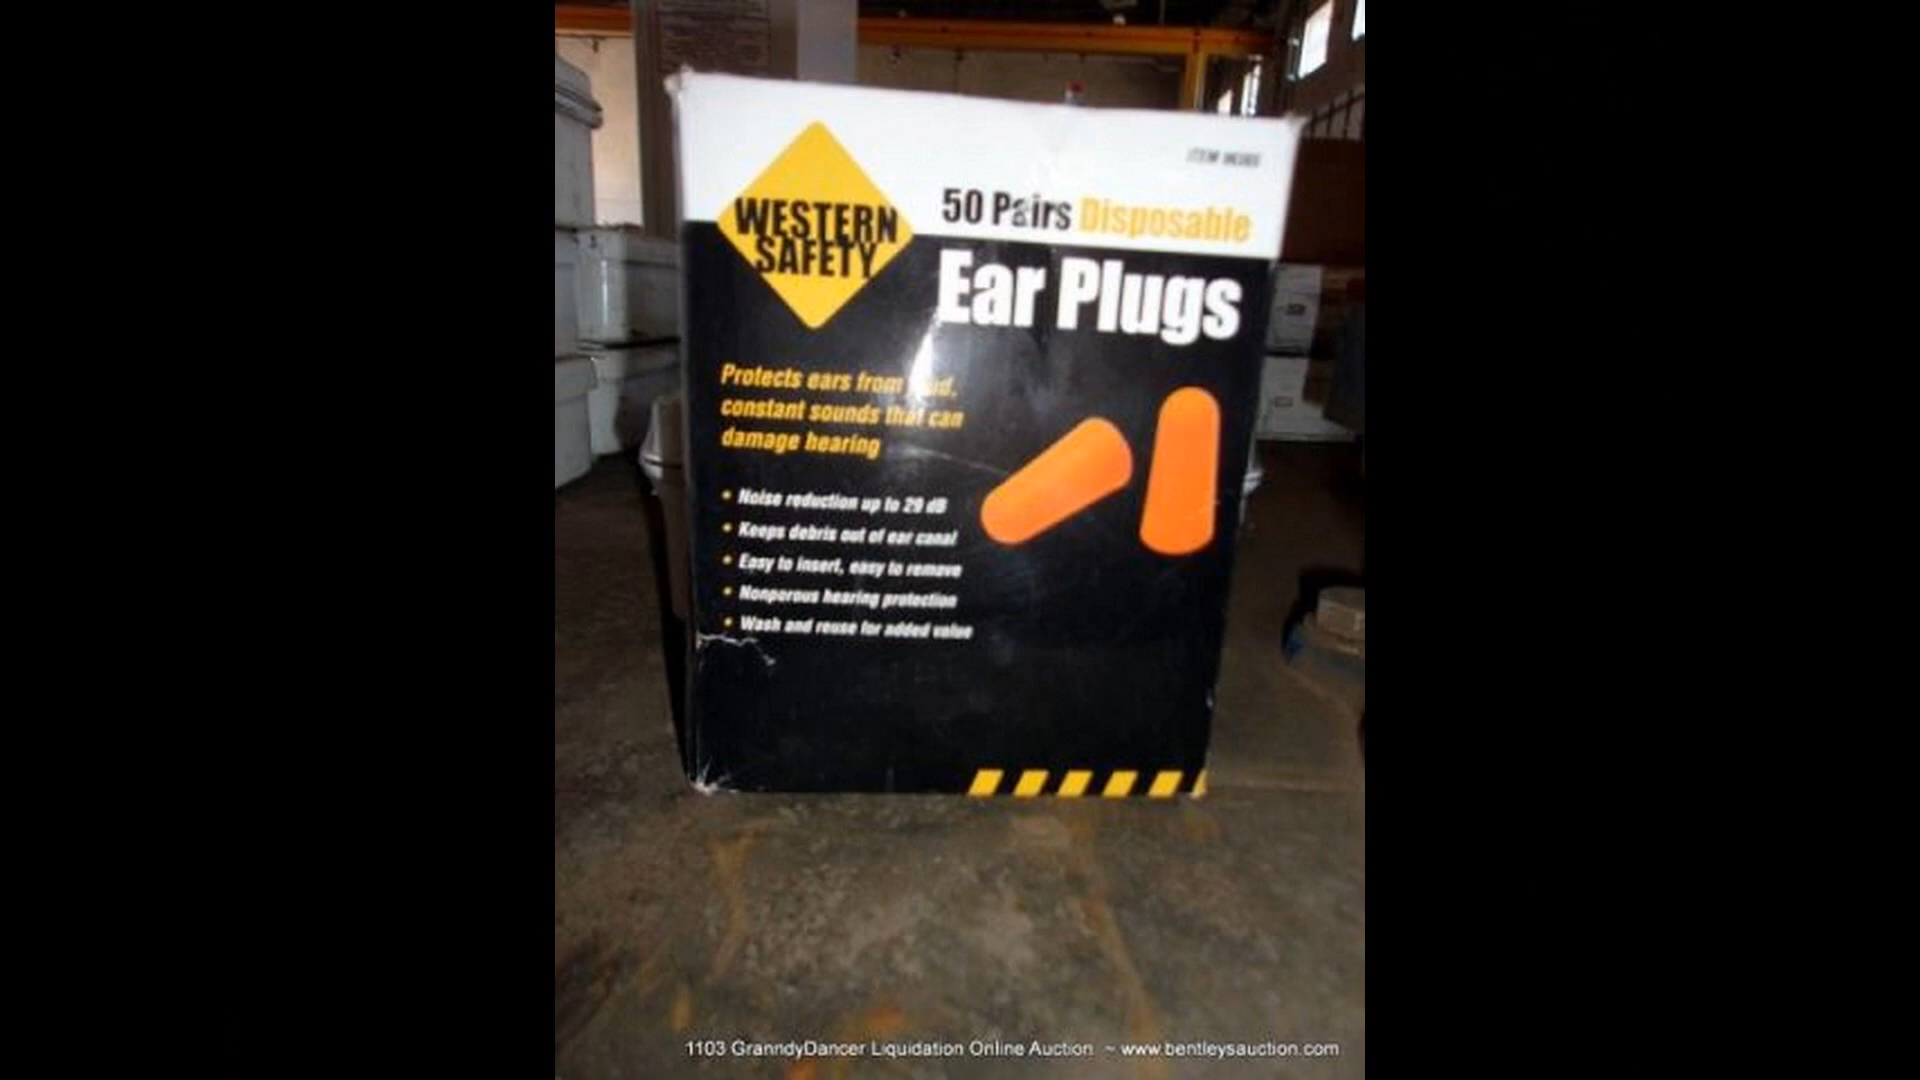 WESTERN
SAFETY
ITEM
50 Pairs Disposable
Ear Plugs
Protects ears from loud,
constant sounds that can
damage hearing
• Noise reduction up to 29 dB
• Keeps debris out of ear canal
• Easy to insert, easy to remove
• Nonporous hearing protection
• Wash and reuse for added value
1103 GranndyDancer Liquidation Online Auction ~ www.bentleysauction.com